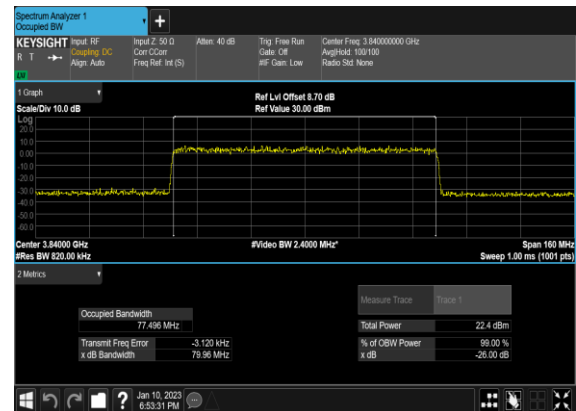 Spectrum Analyzer 1
Occupied BW
KEYSIGHT
R T
LXI
Input: RF
Coupling: DC
Align: Auto
Input Z: 50 Ω
Corr CCorr
Freq Ref: Int (S)
Atten: 40 dB
Trig: Free Run
Gate: Off
#IF Gain: Low
Center Freq: 3.840000000 GHz
Avg|Hold: 100/100
Radio Std: None
1 Graph
Scale/Div 10.0 dB
Ref Lvl Offset 8.70 dB
Ref Value 30.00 dBm
Log
20.0
10.0
0.00
-10.0
-20.0
-30.0
-40.0
-50.0
-60.0
Center 3.84000 GHz
#Video BW 2.4000 MHz*
Span 160 MHz
#Res BW 820.00 kHz
Sweep 1.00 ms (1001 pts)
2 Metrics
Measure Trace
Trace 1
Occupied Bandwidth
77.496 MHz
Total Power
22.4 dBm
Transmit Freq Error
-3.120 kHz
% of OBW Power
99.00 %
x dB Bandwidth
79.96 MHz
x dB
-26.00 dB
?
Jan 10, 2023
6:53:31 PM